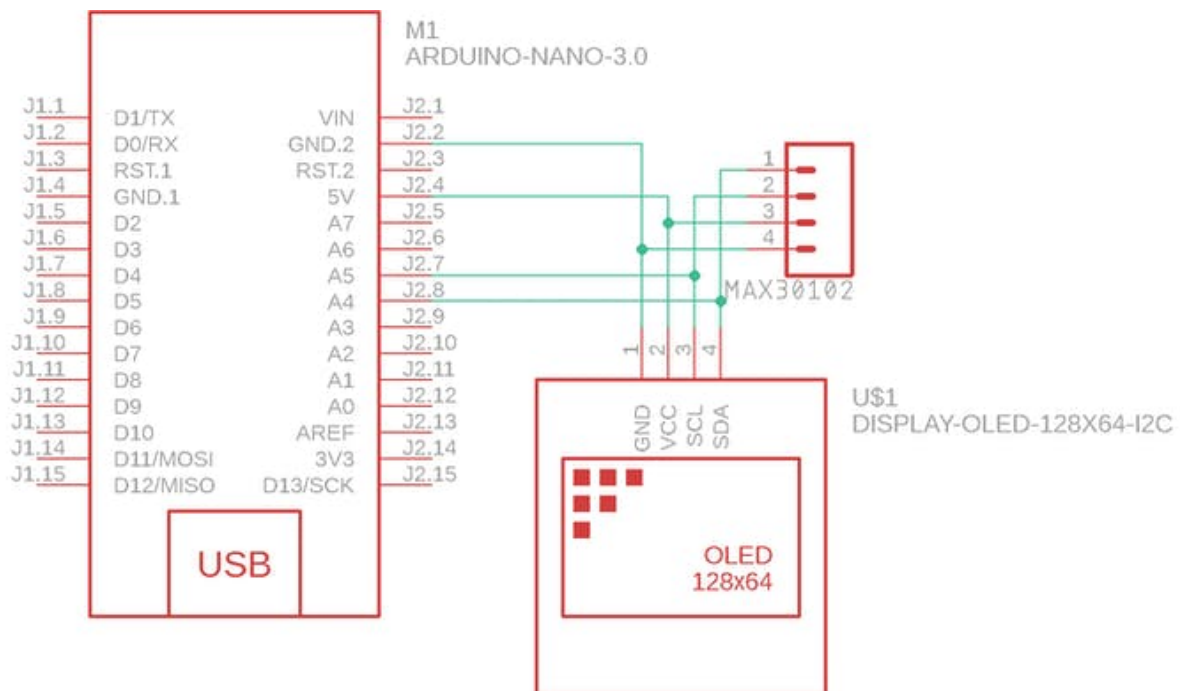 M1
ARDUINO-NANO-3.0
J1.1 D1/TX VIN J2.1
J1.2 D0/RX GND.2 J2.2
J1.3 RST.1 RST.2 J2.3
J1.4 GND.1 5V J2.4
J1.5 D2 A7 J2.5
J1.6 D3 A6 J2.6
J1.7 D4 A5 J2.7
J1.8 D5 A4 J2.8
J1.9 D6 A3 J2.9
J1.10 D7 A2 J2.10
J1.11 D8 A1 J2.11
J1.12 D9 A0 J2.12
J1.13 D10 AREF J2.13
J1.14 D11/MOSI 3V3 J2.14
J1.15 D12/MISO D13/SCK J2.15
USB
1
2
3
4
MAX30102
1 2 3 4
GND VCC SCL SDA
U$1
DISPLAY-OLED-128X64-I2C
OLED
128x64